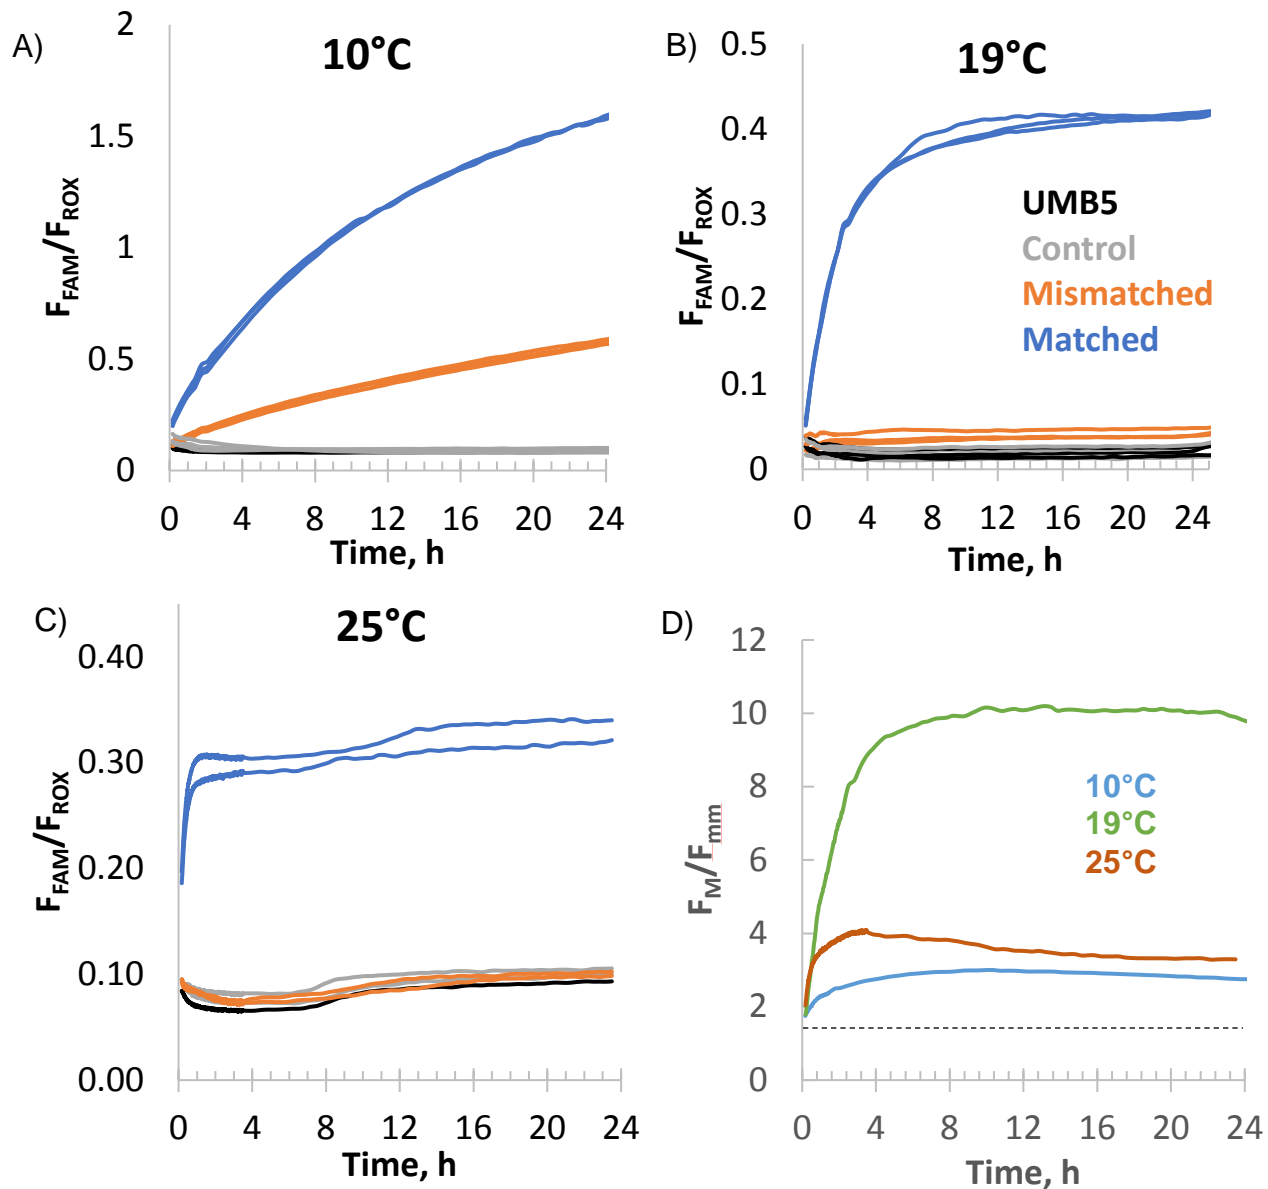 A)
10°C
2
1.5
1
0.5
0
F_FAM/F_ROX
0 4 8 12 16 20 24
Time, h
B)
19°C
0.5
0.4
0.3
0.2
0.1
0
F_FAM/F_ROX
UMB5
Control
Mismatched
Matched
0 4 8 12 16 20 24
Time, h
C)
25°C
0.40
0.30
0.20
0.10
0.00
F_FAM/F_ROX
0 4 8 12 16 20 24
Time, h
D)
12
10
8
6
4
2
0
F_M/F_mm
10°C
19°C
25°C
0 4 8 12 16 20 24
Time, h